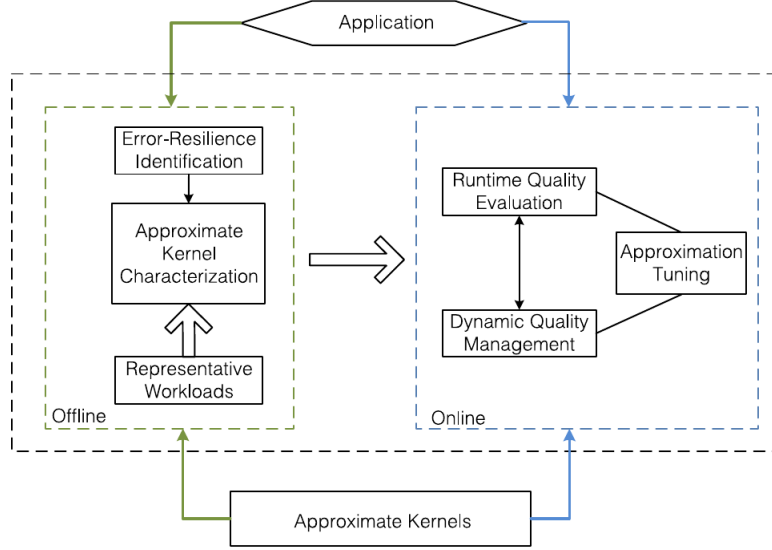 Application
Error-Resilience
Identification
Approximate
Kernel
Characterization
Representative
Workloads
Offline
Runtime Quality
Evaluation
Approximation
Tuning
Dynamic Quality
Management
Online
Approximate Kernels